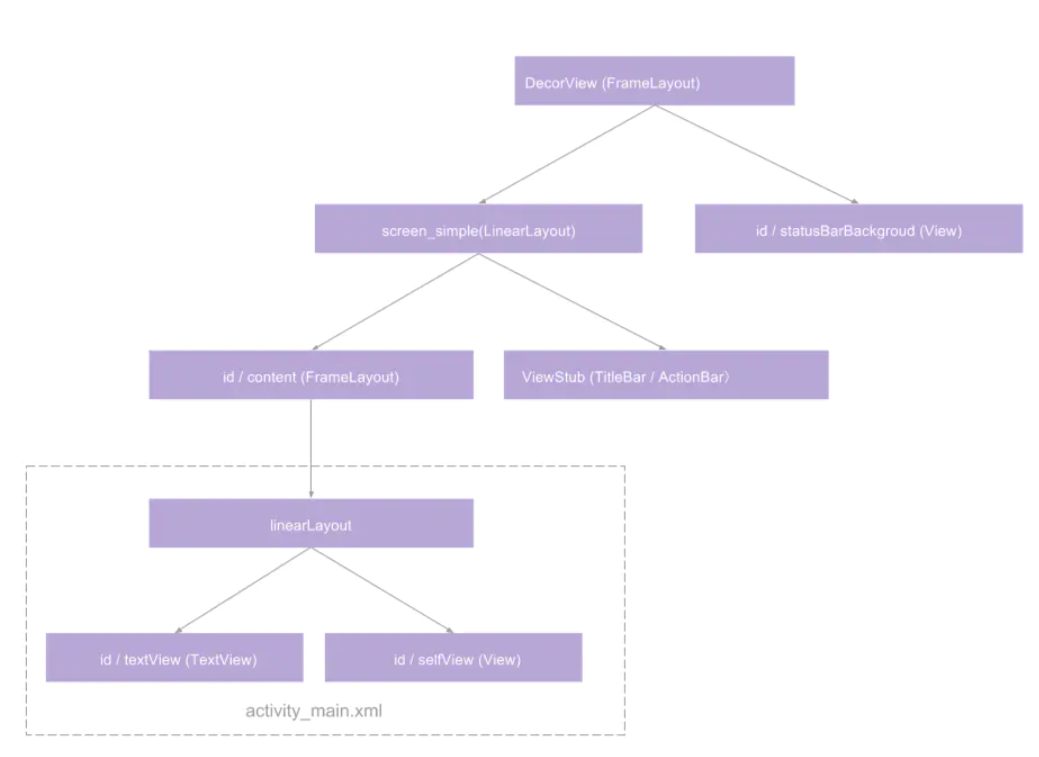 DecorView (FrameLayout)
screen_simple(LinearLayout)
id / statusBarBackgroud (View)
id / content (FrameLayout)
ViewStub (TitleBar / ActionBar）
linearLayout
id / textView (TextView)
id / selfView (View)
activity_main.xml